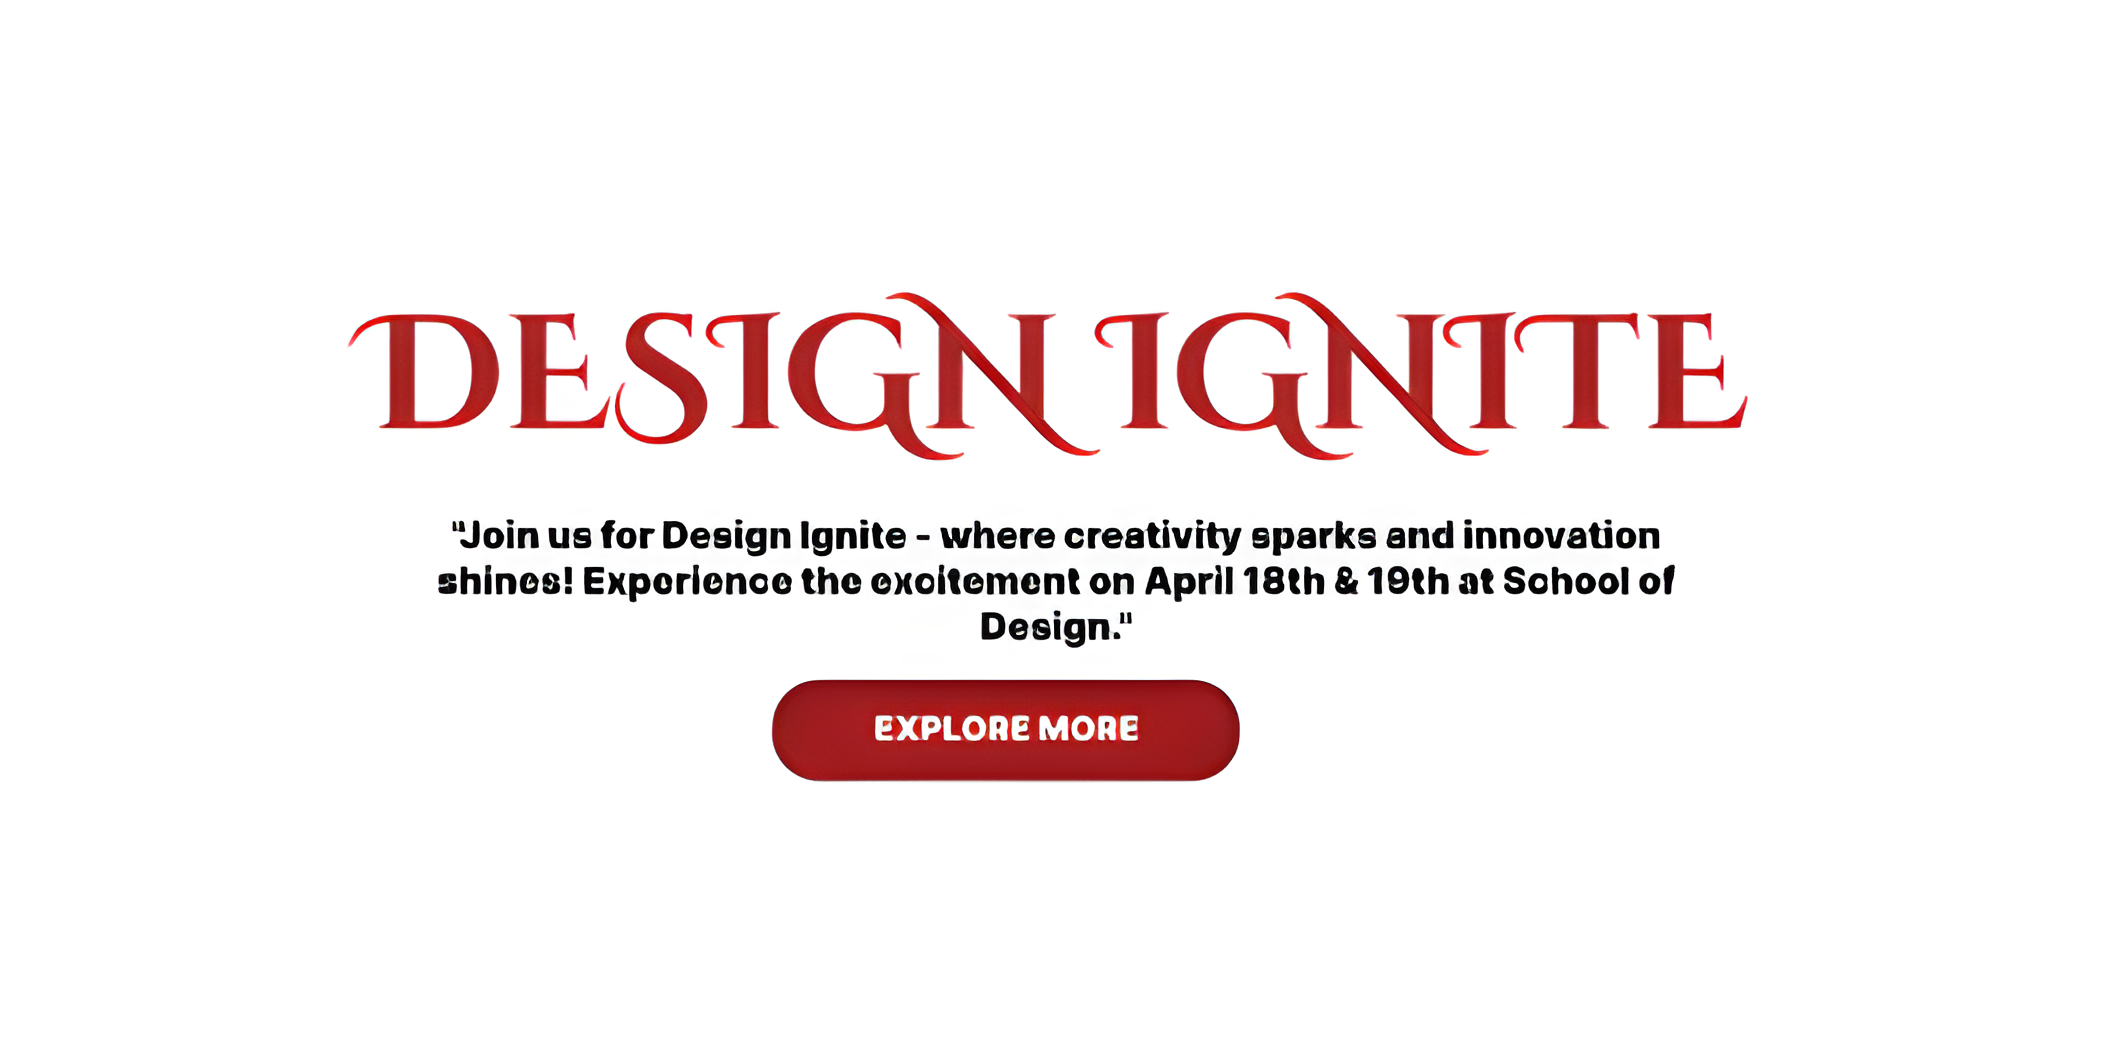 DESIGN IGNITE
"Join us for Design Ignite - where creativity sparks and innovation
shines! Experience the excitement on April 18th & 19th at School of
Design."
EXPLORE MORE